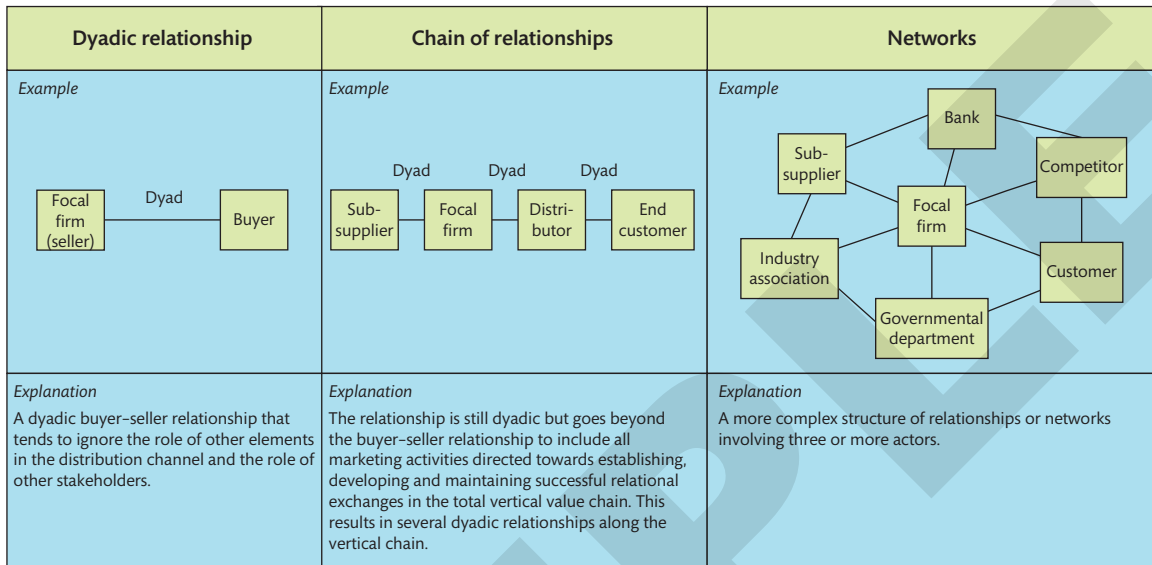 Dyadic relationship
Chain of relationships
Networks
Example
Focal
firm
(seller)
Dyad
Buyer
Example
Dyad
Dyad
Dyad
Sub-
supplier
Focal
firm
Distri-
butor
End
customer
Example
Bank
Sub-
supplier
Competitor
Focal
firm
Industry
association
Customer
Governmental
department
Explanation
A dyadic buyer–seller relationship that
tends to ignore the role of other elements
in the distribution channel and the role of
other stakeholders.
Explanation
The relationship is still dyadic but goes beyond
the buyer–seller relationship to include all
marketing activities directed towards establishing,
developing and maintaining successful relational
exchanges in the total vertical value chain. This
results in several dyadic relationships along the
vertical chain.
Explanation
A more complex structure of relationships or networks
involving three or more actors.